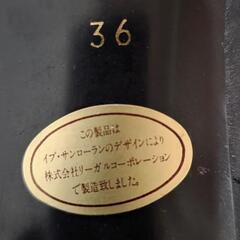 36
この製品は
イブ・サンローランのデザインにより
株式会社リーガルコーポレーション
で製造致しました。